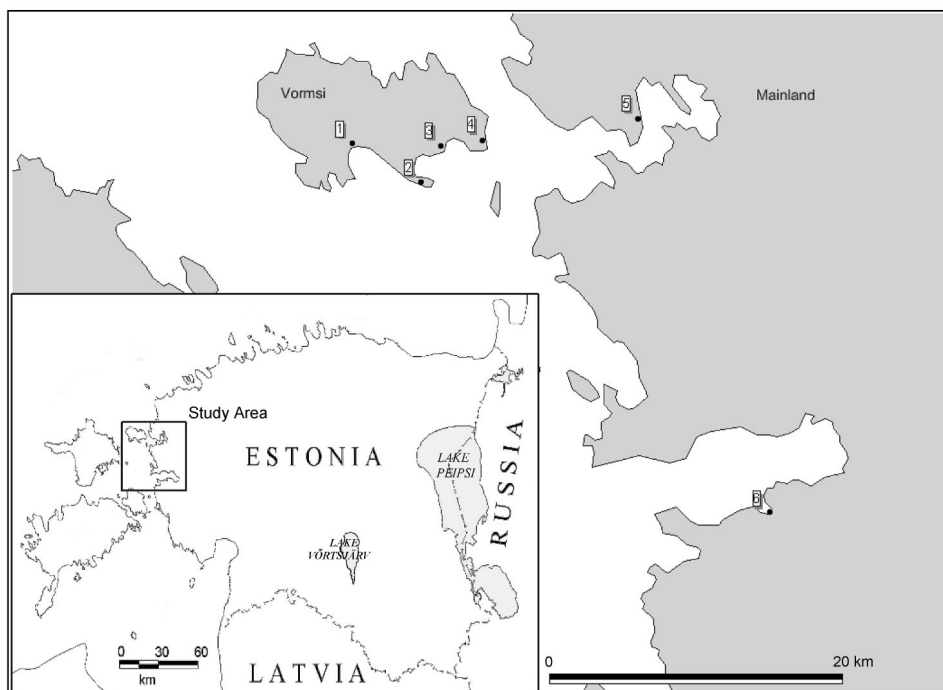 Vormsi
Mainland
1
2
3
4
5
6
Study Area
ESTONIA
LAKE
PEIPSI
RUSSIA
LAKE
VÕRTSJÄRV
LATVIA
0 30 60
km
0 20 km